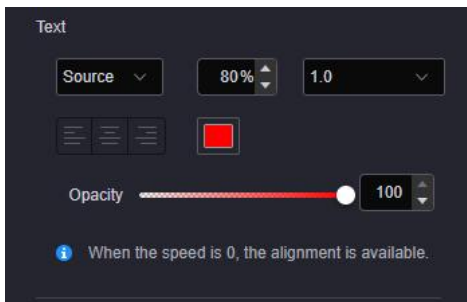 Text
Source 80% 1.0
Opacity 100
When the speed is 0, the alignment is available.